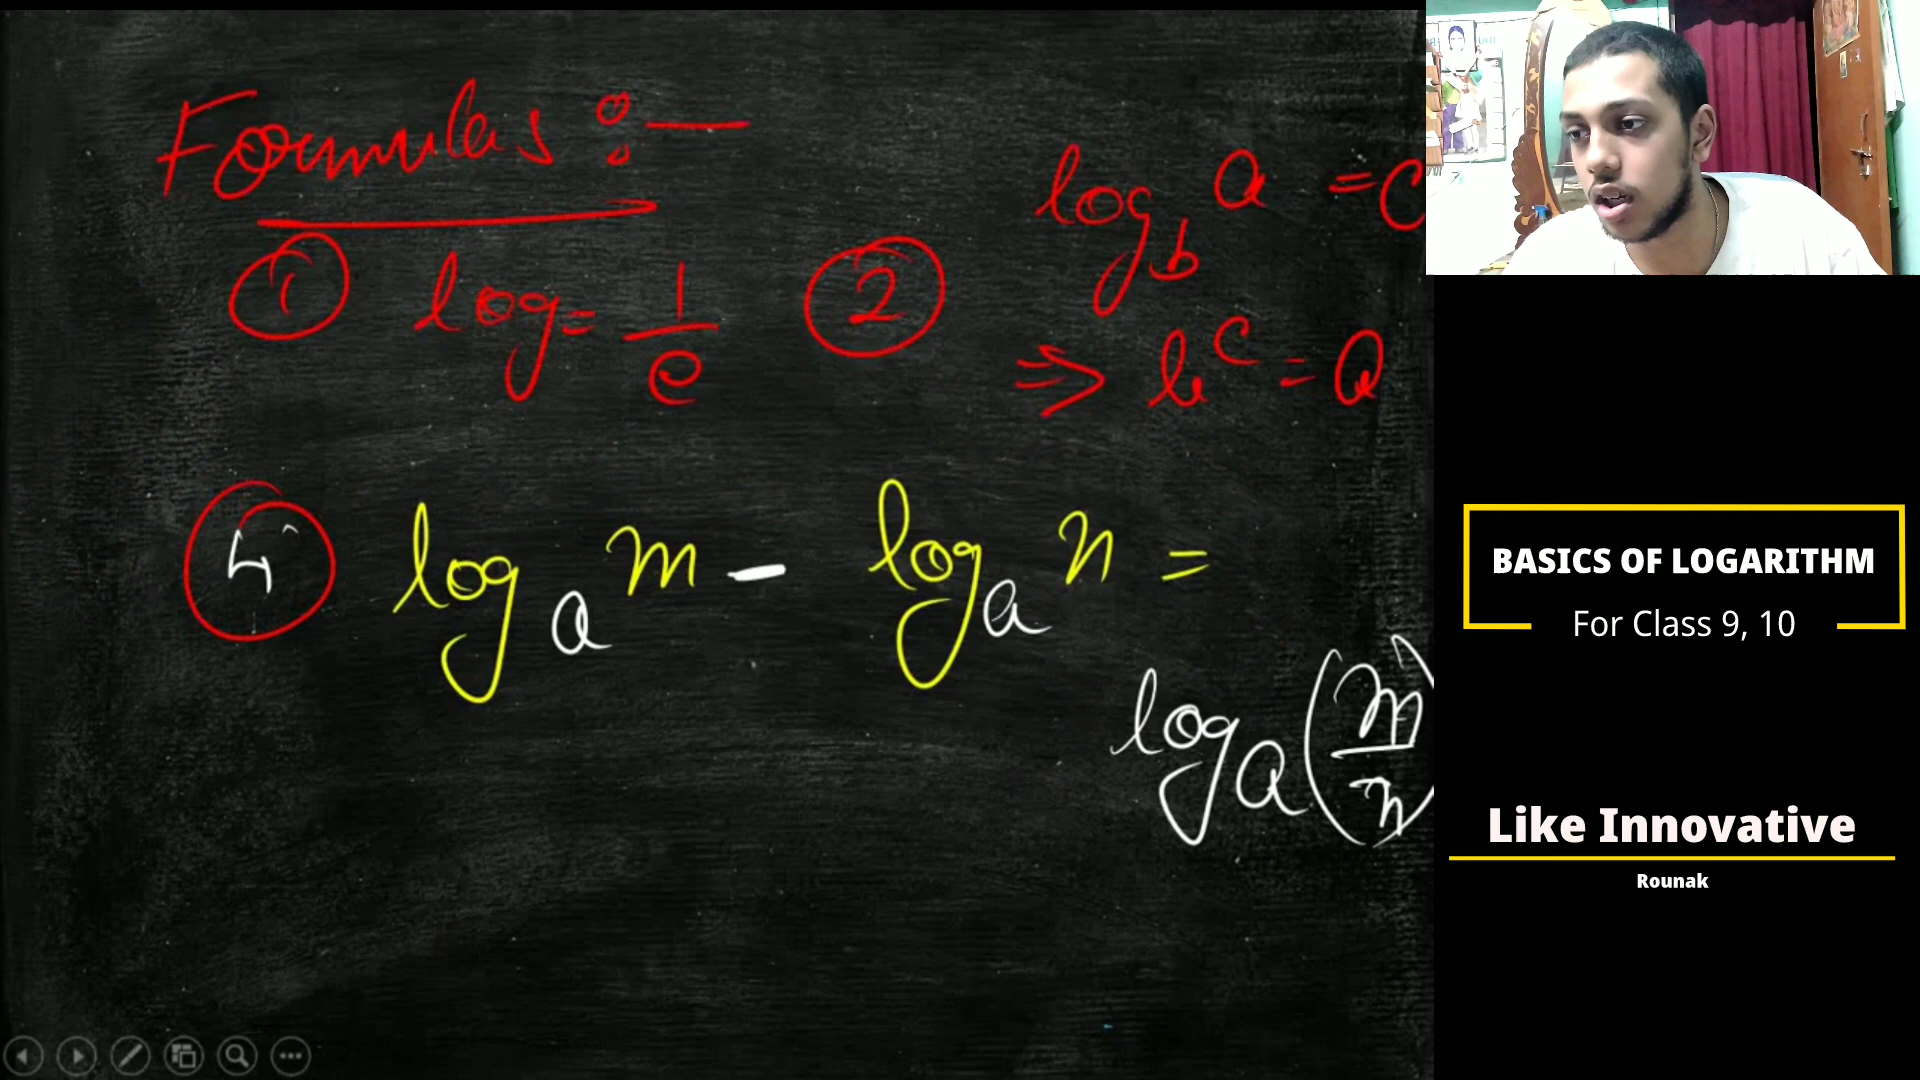 Formulas :—
① log = 1/e ② log_b a = c
⇒ b^c = a
④ log_a m - log_a n =
log_a (m/n)
BASICS OF LOGARITHM
For Class 9, 10
Like Innovative
Rounak